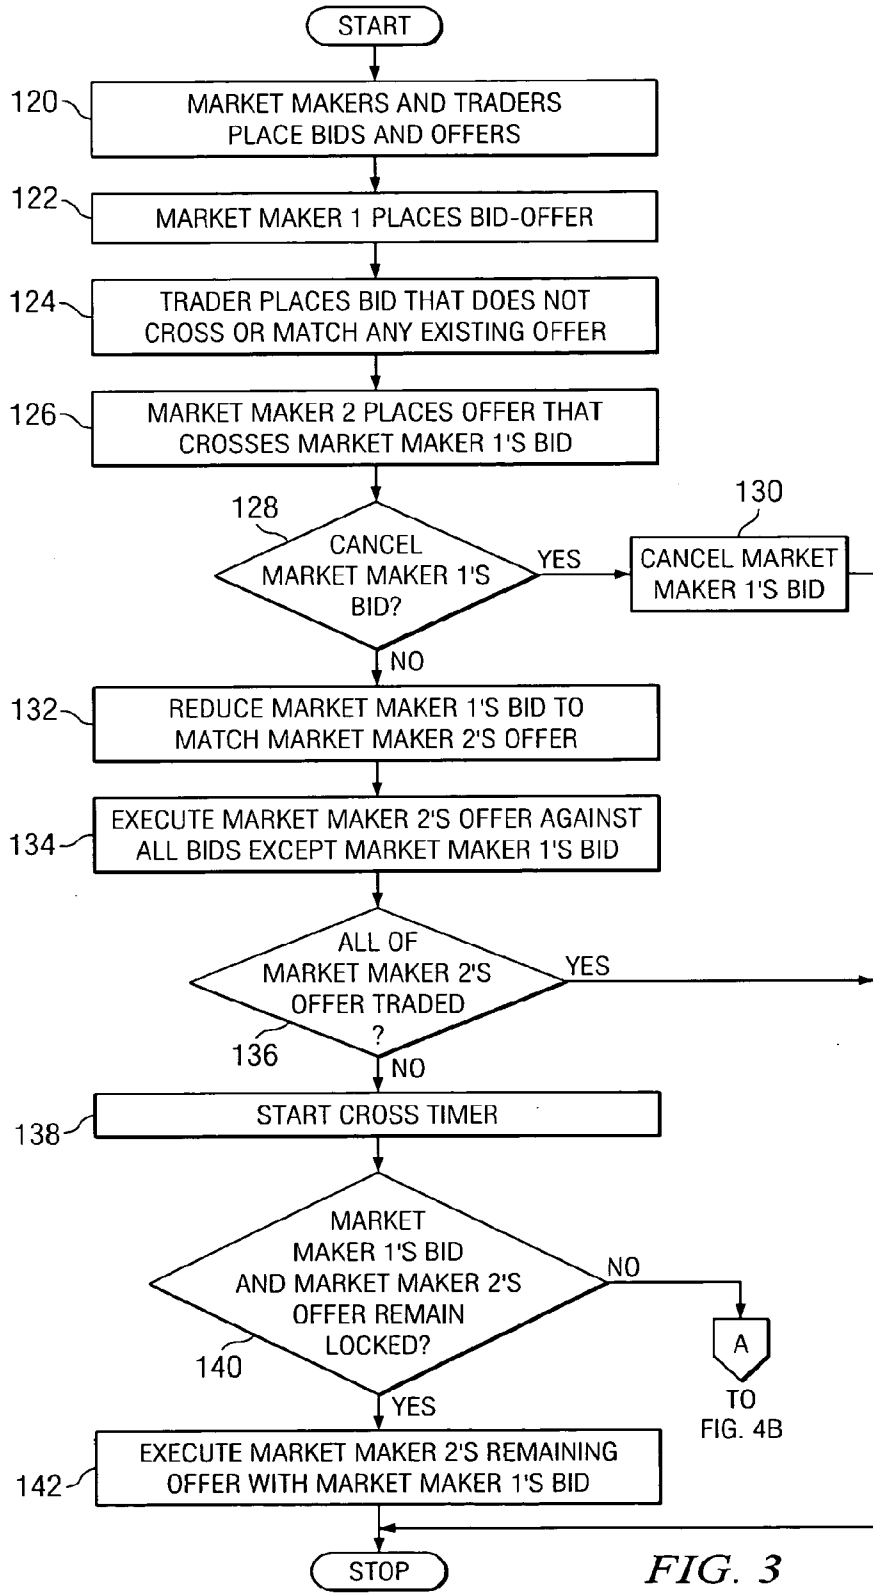 START
120
MARKET MAKERS AND TRADERS
PLACE BIDS AND OFFERS
122
MARKET MAKER 1 PLACES BID-OFFER
124
TRADER PLACES BID THAT DOES NOT
CROSS OR MATCH ANY EXISTING OFFER
126
MARKET MAKER 2 PLACES OFFER THAT
CROSSES MARKET MAKER 1'S BID
128
CANCEL
MARKET MAKER 1'S
BID?
YES
130
CANCEL MARKET
MAKER 1'S BID
NO
132
REDUCE MARKET MAKER 1'S BID TO
MATCH MARKET MAKER 2'S OFFER
134
EXECUTE MARKET MAKER 2'S OFFER AGAINST
ALL BIDS EXCEPT MARKET MAKER 1'S BID
ALL OF
MARKET MAKER 2'S
OFFER TRADED
?
136
YES
NO
138
START CROSS TIMER
MARKET
MAKER 1'S BID
AND MARKET MAKER 2'S
OFFER REMAIN
LOCKED?
140
NO
A
TO
FIG. 4B
YES
142
EXECUTE MARKET MAKER 2'S REMAINING
OFFER WITH MARKET MAKER 1'S BID
STOP
FIG. 3